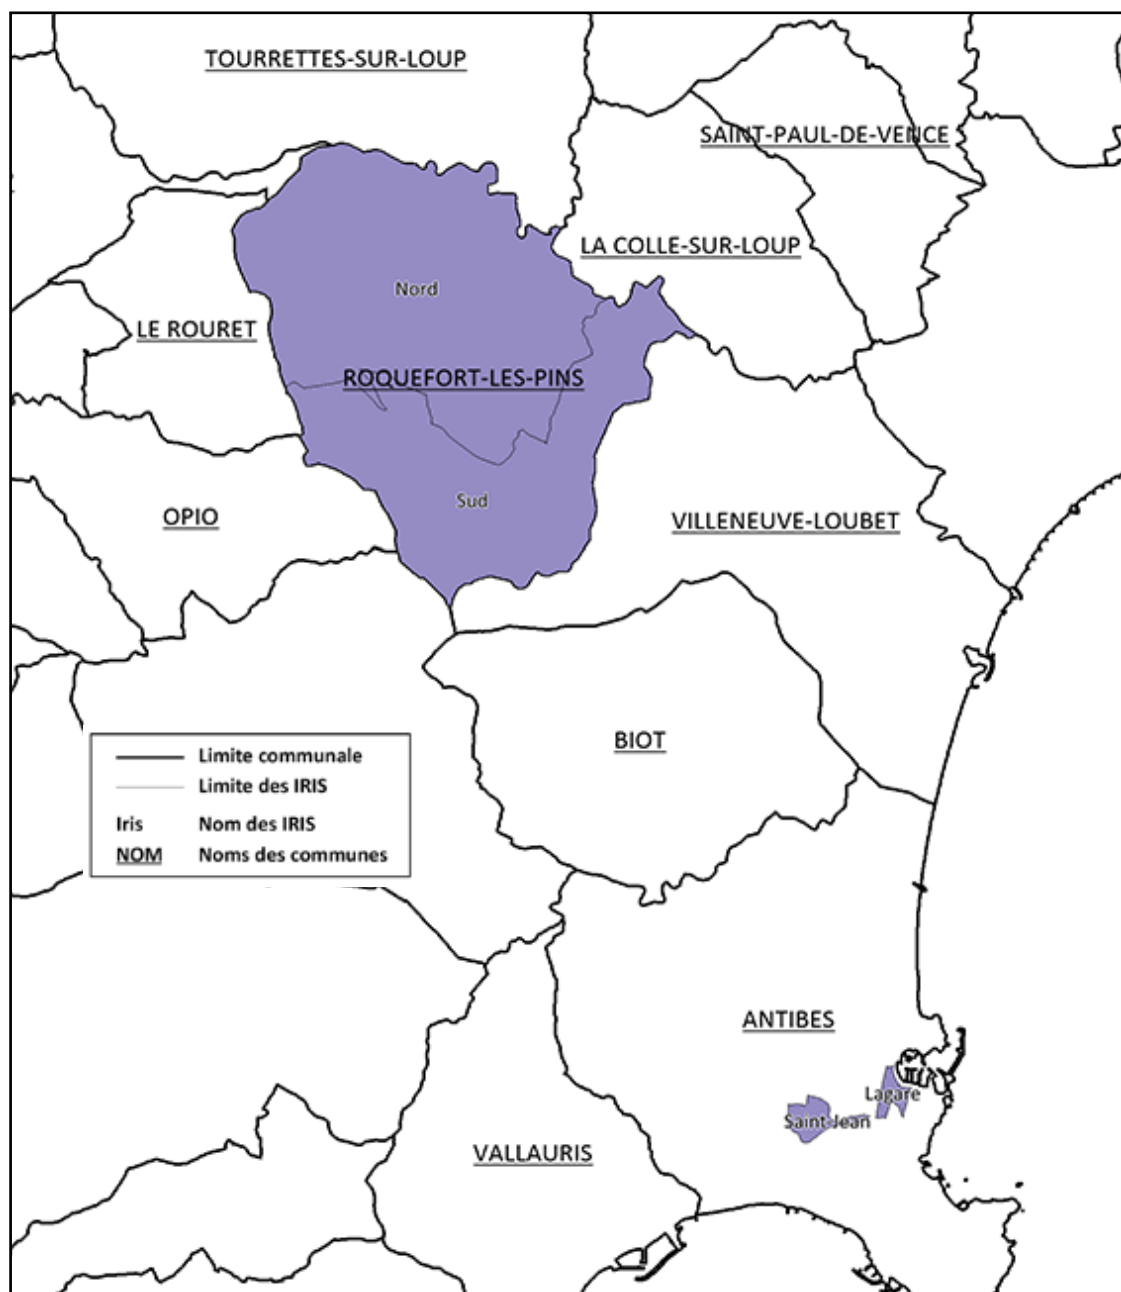 TOURRETTES-SUR-LOUP
SAINT-PAUL-DE-VENCE
LA COLLE-SUR-LOUP
Nord
LE ROURET
ROQUEFORT-LES-PINS
Sud
OPIO
VILLENEUVE-LOUBET
BIOT
Limite communale
Limite des IRIS
Iris Nom des IRIS
NOM Noms des communes
ANTIBES
Lagare
Saint-Jean
VALLAURIS